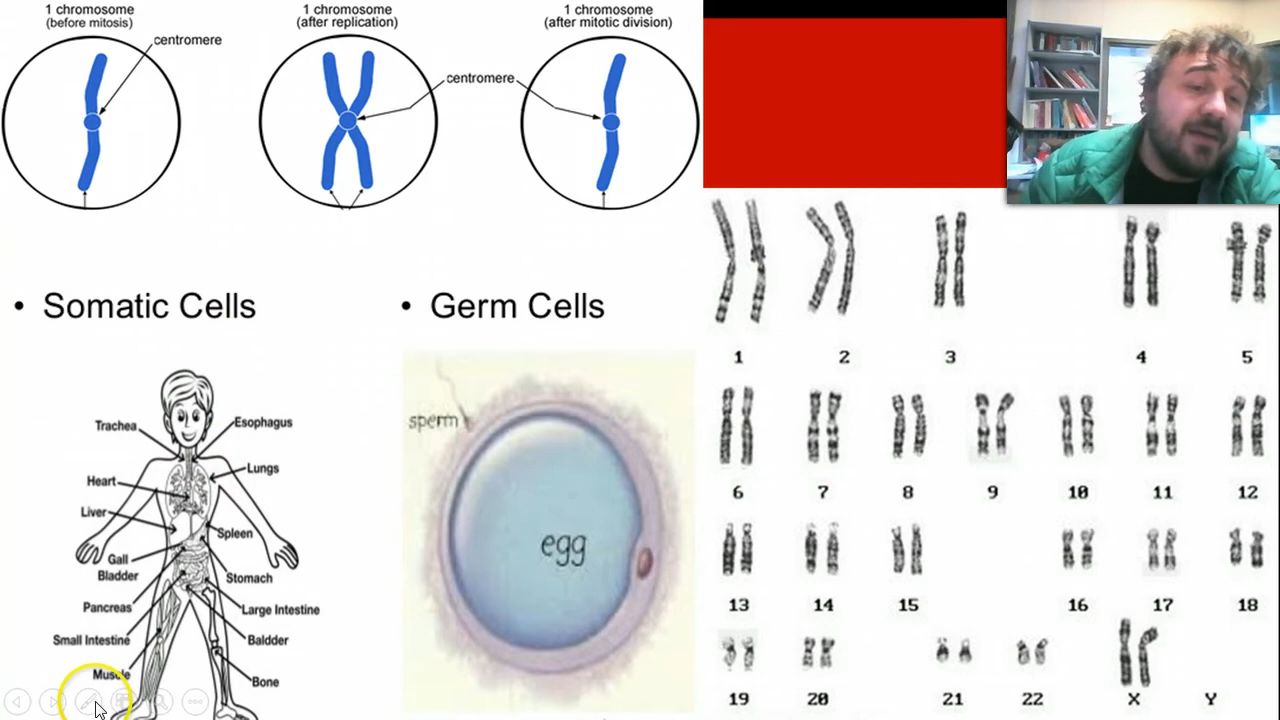 1 chromosome
(before mitosis)
1 chromosome
(after replication)
1 chromosome
(after mitotic division)
centromere
centromere
• Somatic Cells
• Germ Cells
Trachea
Esophagus
Lungs
Heart
Liver
Spleen
Gall
Bladder
Stomach
Pancreas
Large Intestine
Small Intestine
Baldder
Muscle
Bone
sperm
egg
1 2 3 4 5
6 7 8 9 10 11 12
13 14 15 16 17 18
19 20 21 22 X Y